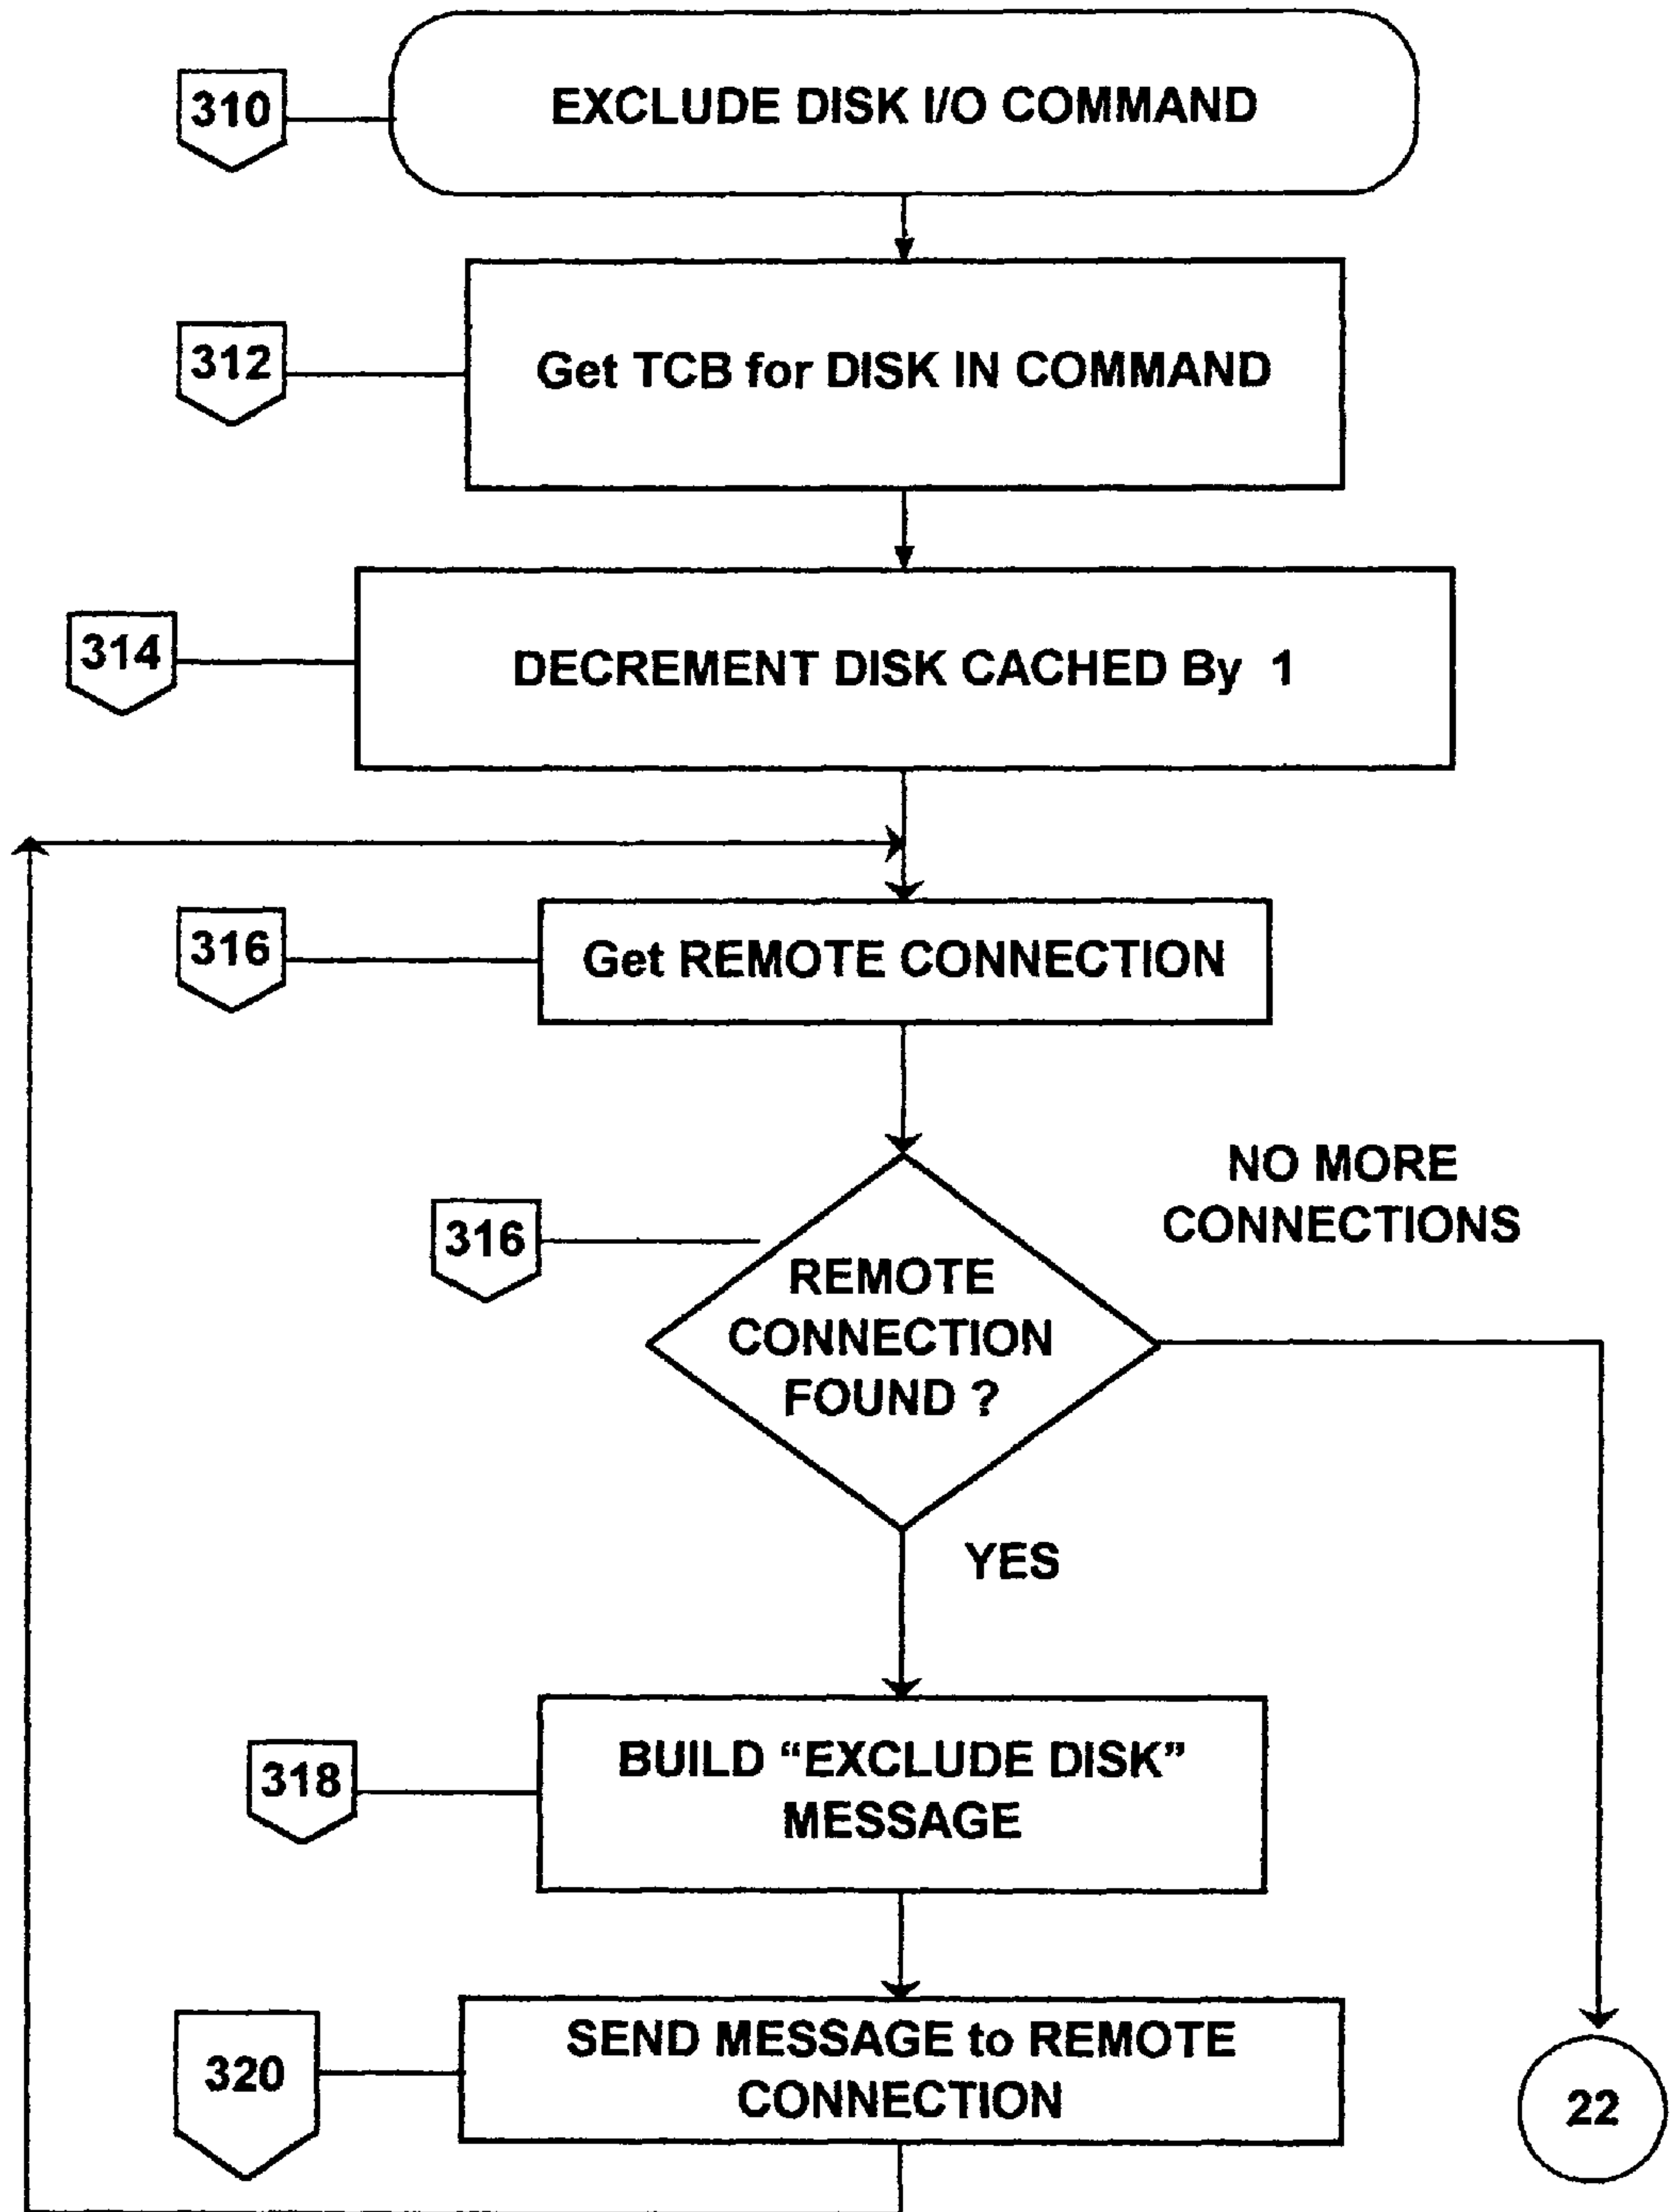 310
EXCLUDE DISK I/O COMMAND
312
Get TCB for DISK IN COMMAND
314
DECREMENT DISK CACHED By 1
316
Get REMOTE CONNECTION
NO MORE
CONNECTIONS
316
REMOTE
CONNECTION
FOUND ?
YES
318
BUILD “EXCLUDE DISK”
MESSAGE
320
SEND MESSAGE to REMOTE
CONNECTION
22